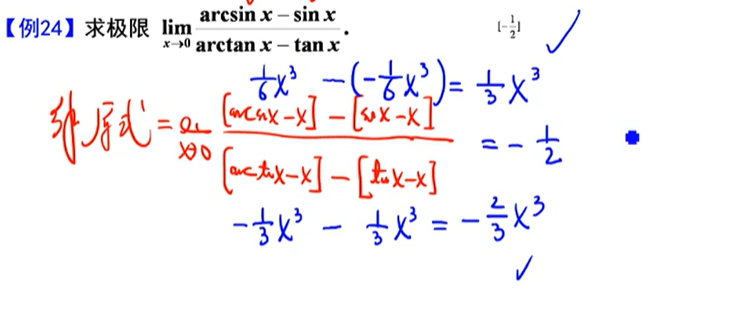 【例24】求极限 lim x→0 (arcsin x − sin x)/(arctan x − tan x). [−1/2] ✓
1/6 x³ − (−1/6 x³) = 1/3 x³
原式 = lim x→0 ([arcsin x − x] − [sin x − x])/([arctan x − x] − [tan x − x]) = −1/2
−1/3 x³ − 1/3 x³ = −2/3 x³
✓